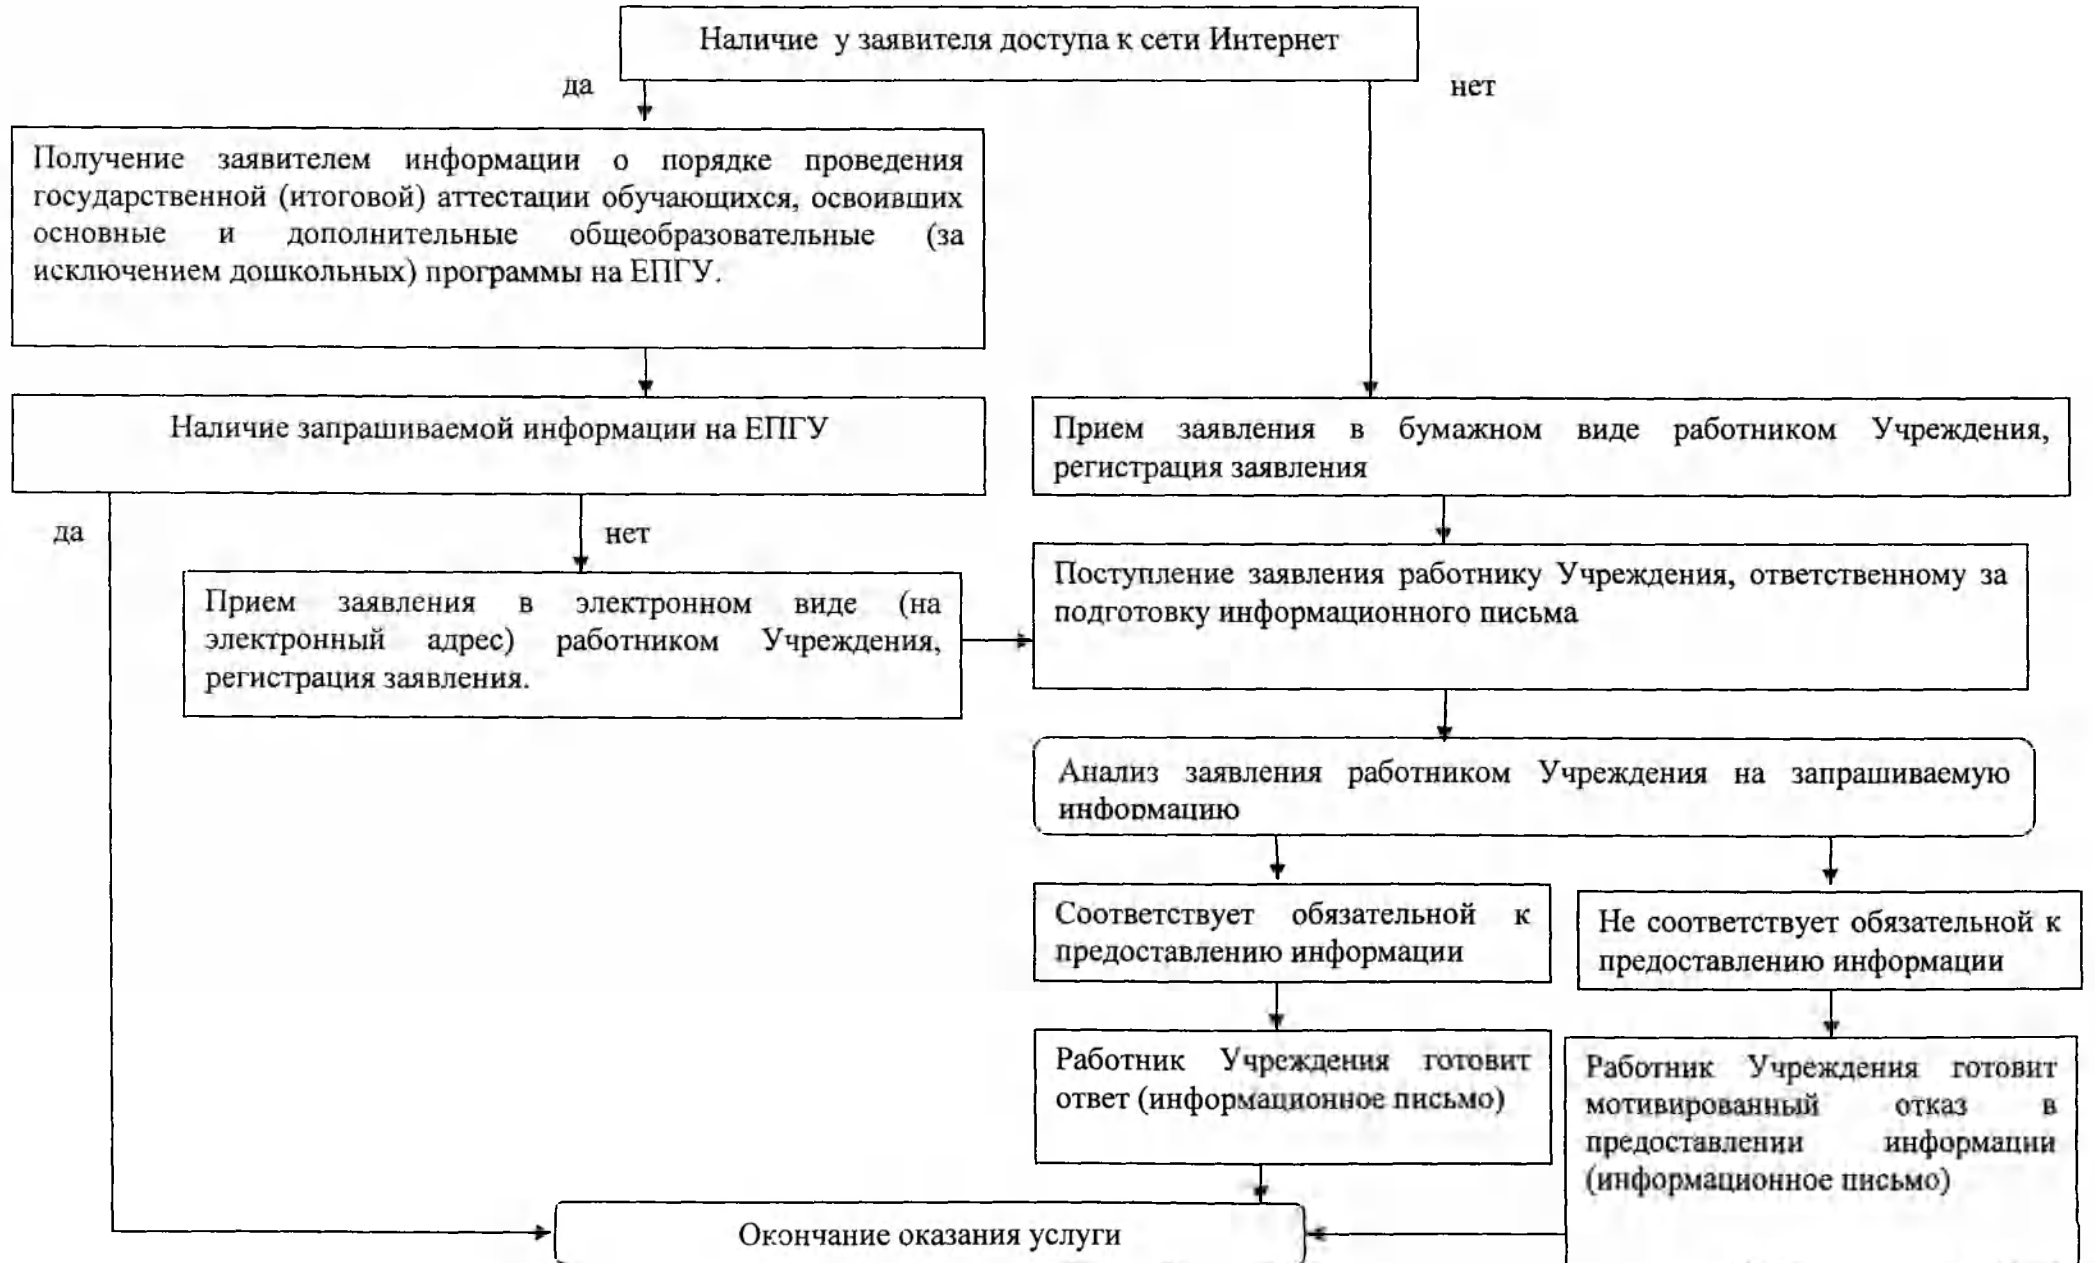 Наличие у заявителя доступа к сети Интернет
да
нет
Получение заявителем информации о порядке проведения
государственной (итоговой) аттестации обучающихся, освоивших
основные и дополнительные общеобразовательные (за
исключением дошкольных) программы на ЕПГУ.
Наличие запрашиваемой информации на ЕПГУ
Прием заявления в бумажном виде работником Учреждения,
регистрация заявления
да
нет
Прием заявления в электронном виде (на
электронный адрес) работником Учреждения,
регистрация заявления.
Поступление заявления работнику Учреждения, ответственному за
подготовку информационного письма
Анализ заявления работником Учреждения на запрашиваемую
информацию
Соответствует обязательной к
предоставлению информации
Не соответствует обязательной к
предоставлению информации
Работник Учреждения готовит
ответ (информационное письмо)
Работник Учреждения готовит
мотивированный отказ в
предоставлении информации
(информационное письмо)
Окончание оказания услуги